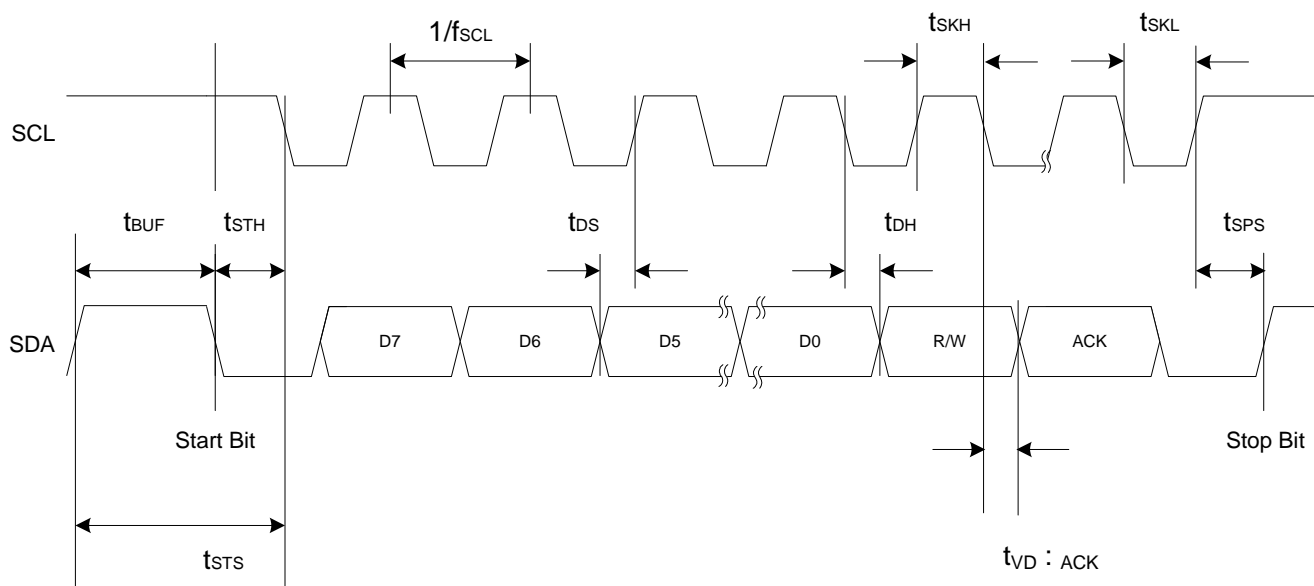 1/fSCL
tSKH
tSKL
SCL
tBUF
tSTH
tDS
tDH
tSPS
SDA
D7
D6
D5
D0
R/W
ACK
Start Bit
Stop Bit
tSTS
tVD : ACK